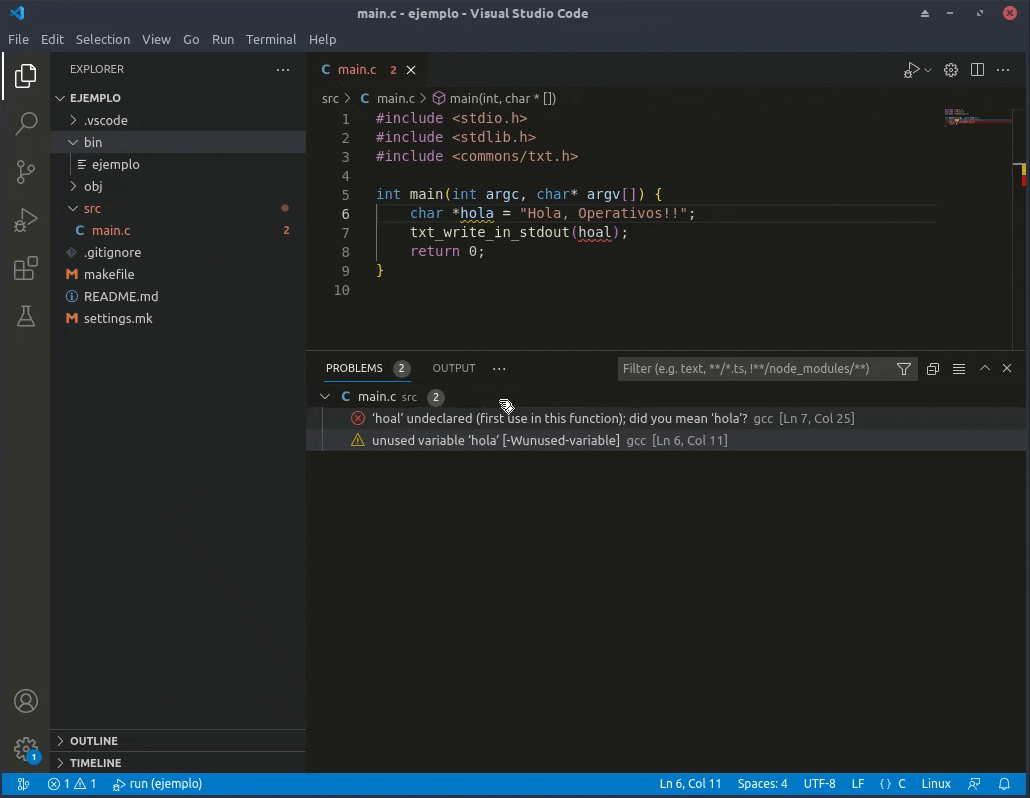 main.c - ejemplo - Visual Studio Code
File Edit Selection View Go Run Terminal Help
EXPLORER
EJEMPLO
.vscode
bin
ejemplo
obj
src
main.c 2
.gitignore
makefile
README.md
settings.mk
OUTLINE
TIMELINE
C main.c 2
src > C main.c > main(int, char * [])
1 #include <stdio.h>
2 #include <stdlib.h>
3 #include <commons/txt.h>
4
5 int main(int argc, char* argv[]) {
6 char *hola = "Hola, Operativos!!";
7 txt_write_in_stdout(hoal);
8 return 0;
9 }
10
PROBLEMS 2 OUTPUT Filter (e.g. text, **/*.ts, !**/node_modules/**)
C main.c src 2
‘hoal’ undeclared (first use in this function); did you mean ‘hola’? gcc [Ln 7, Col 25]
unused variable ‘hola’ [-Wunused-variable] gcc [Ln 6, Col 11]
1
1 1 run (ejemplo) Ln 6, Col 11 Spaces: 4 UTF-8 LF {} C Linux